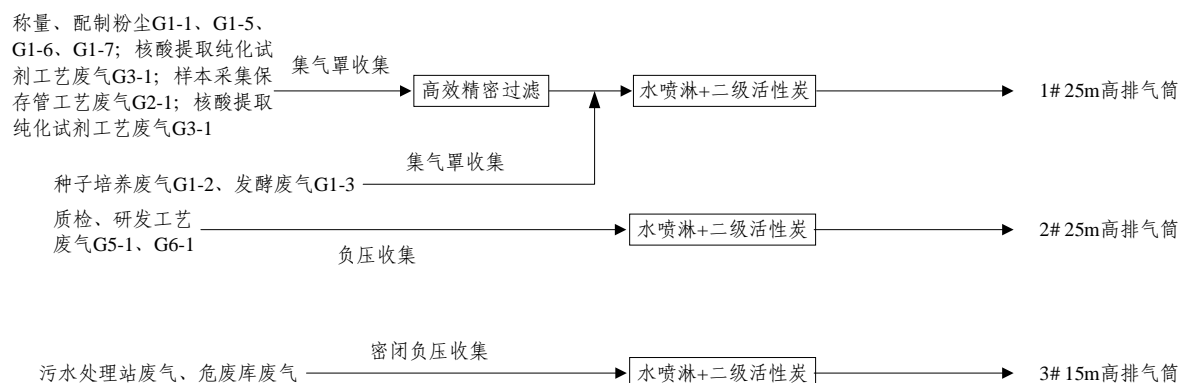 称量、配制粉尘G1-1、G1-5、
G1-6、G1-7；核酸提取纯化试
剂工艺废气G3-1；样本采集保
存管工艺废气G2-1；核酸提取
纯化试剂工艺废气G3-1
集气罩收集
高效精密过滤
水喷淋+二级活性炭
1# 25m高排气筒
集气罩收集
种子培养废气G1-2、发酵废气G1-3
质检、研发工艺
废气G5-1、G6-1
负压收集
水喷淋+二级活性炭
2# 25m高排气筒
密闭负压收集
污水处理站废气、危废库废气
水喷淋+二级活性炭
3# 15m高排气筒